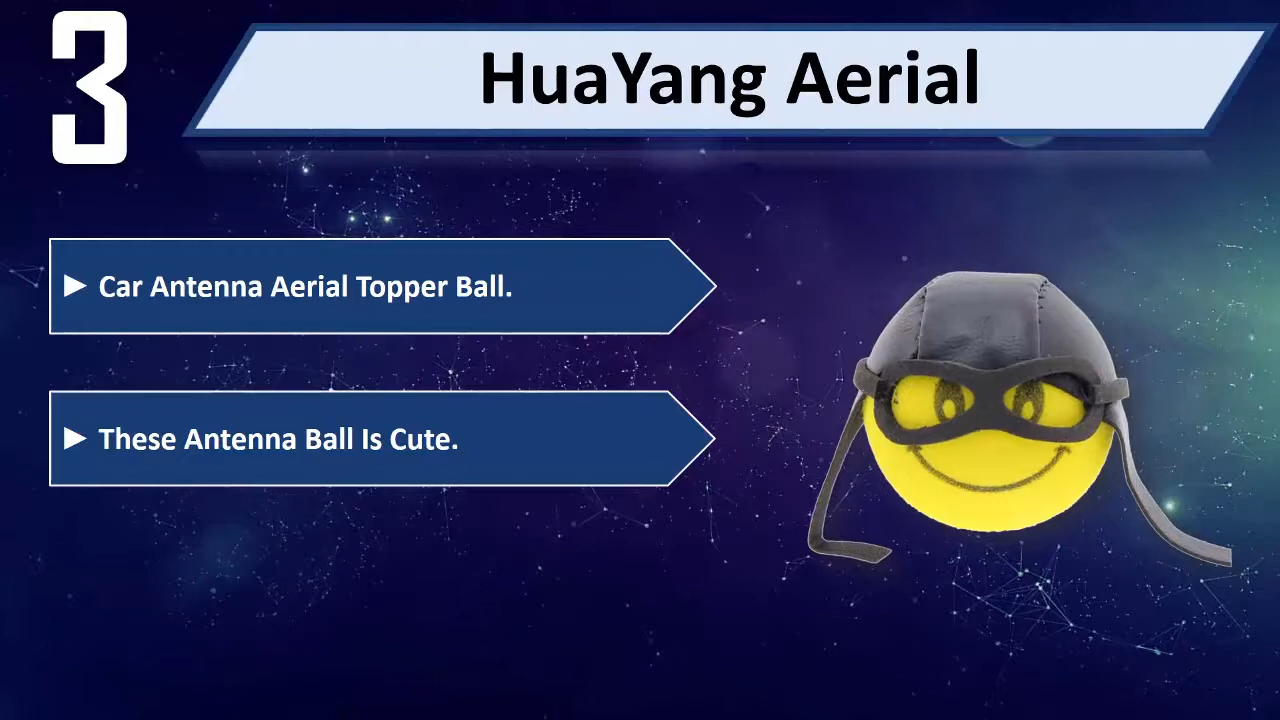 3
HuaYang Aerial
Car Antenna Aerial Topper Ball.
These Antenna Ball Is Cute.